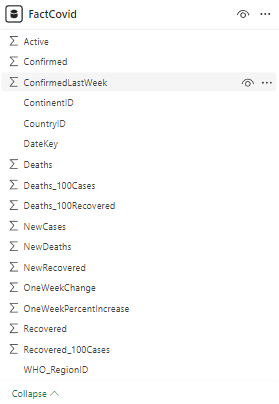 FactCovid
Active
Confirmed
ConfirmedLastWeek
ContinentID
CountryID
DateKey
Deaths
Deaths_100Cases
Deaths_100Recovered
NewCases
NewDeaths
NewRecovered
OneWeekChange
OneWeekPercentIncrease
Recovered
Recovered_100Cases
WHO_RegionID
Collapse